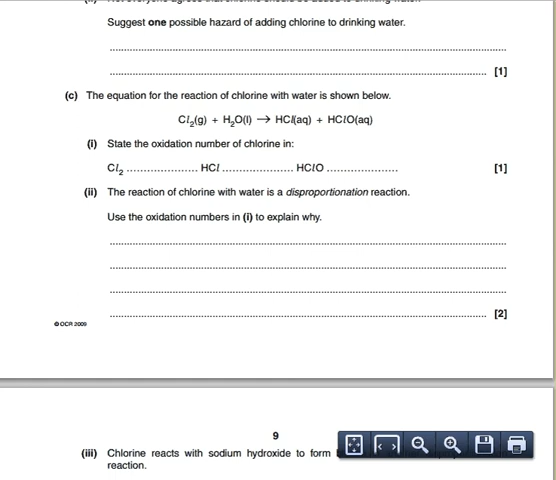 Suggest one possible hazard of adding chlorine to drinking water.
[1]
(c) The equation for the reaction of chlorine with water is shown below.
Cl₂(g) + H₂O(l) → HCl(aq) + HClO(aq)
(i) State the oxidation number of chlorine in:
Cl₂ ..................... HCl ..................... HClO ..................... [1]
(ii) The reaction of chlorine with water is a disproportionation reaction.
Use the oxidation numbers in (i) to explain why.
[2]
© OCR 2009
9
(iii) Chlorine reacts with sodium hydroxide to form
reaction.